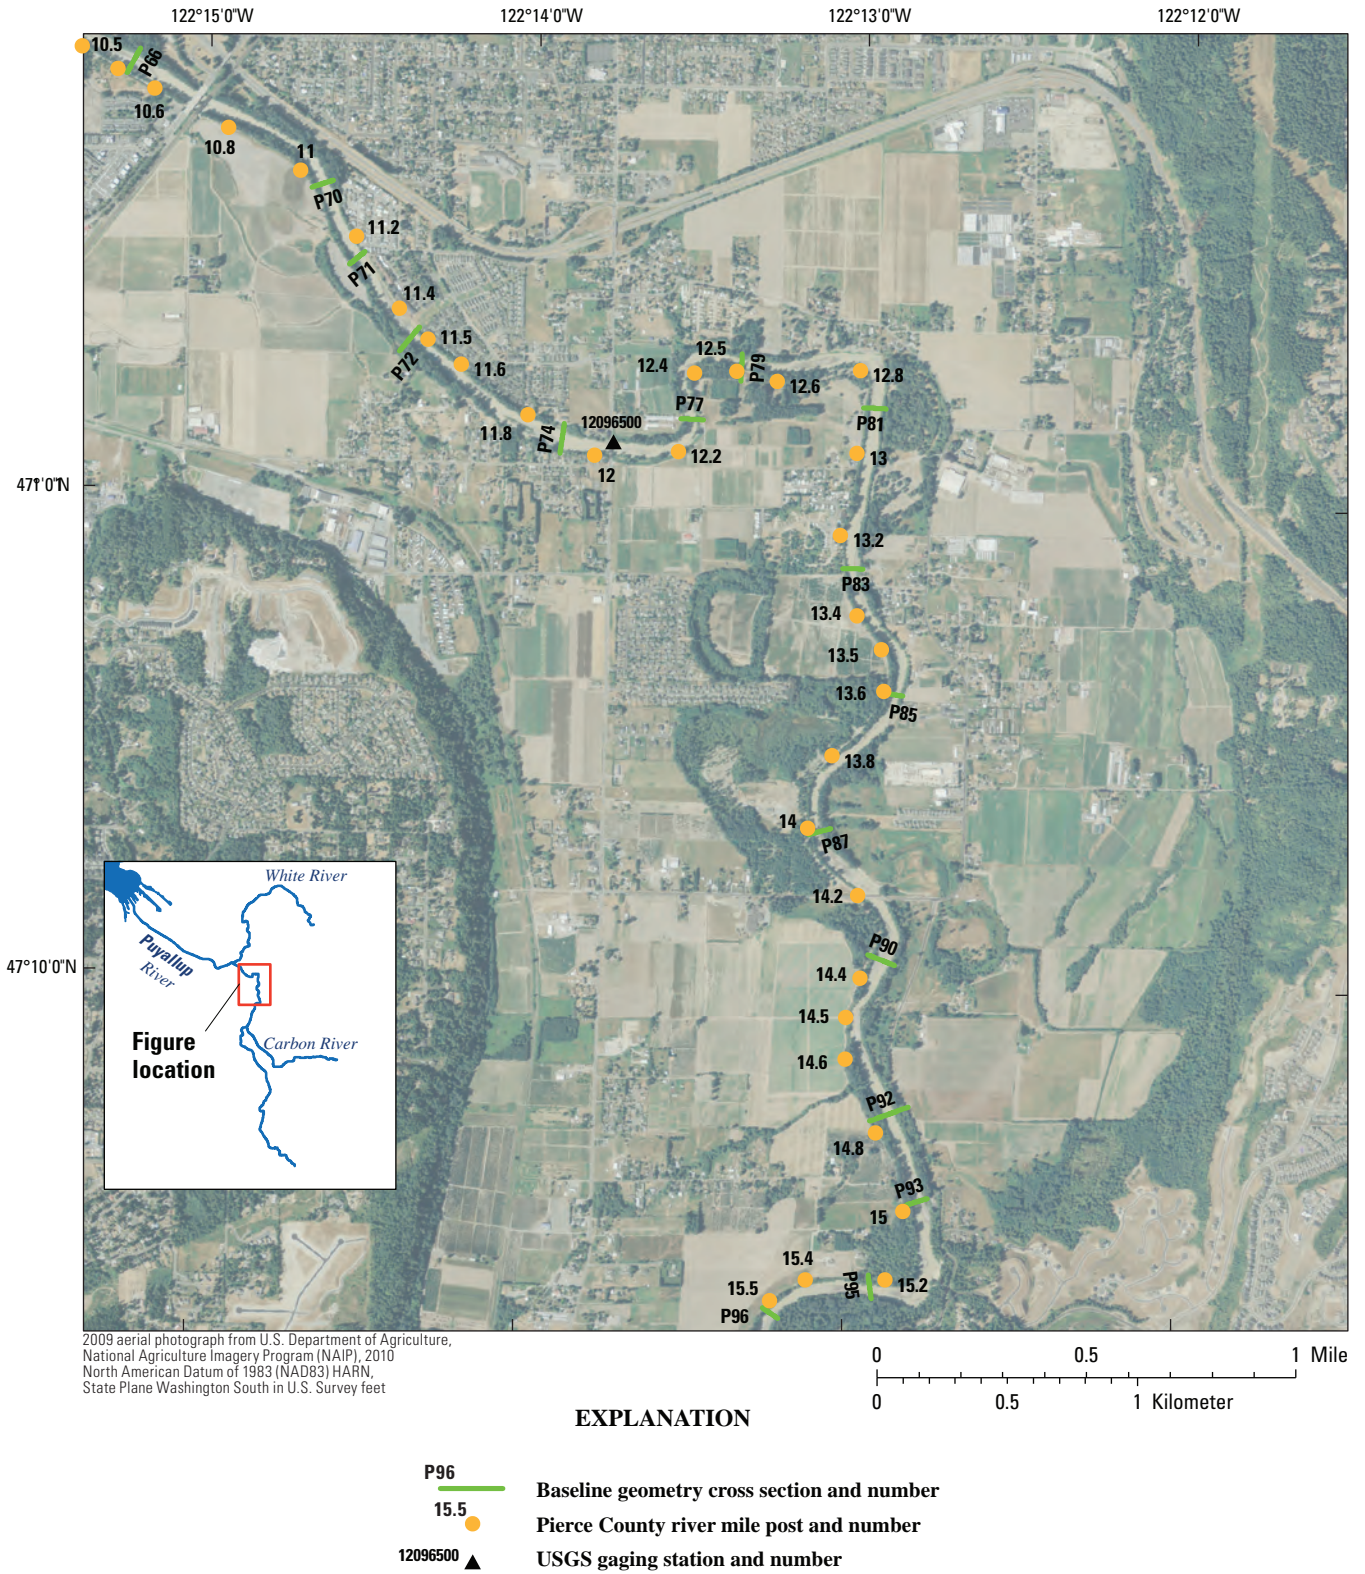 122°15'0"W 122°14'0"W 122°13'0"W 122°12'0"W
10.5
P66
10.6
10.8
11
P70
11.2
P71
11.4
11.5
P72
11.6
12.5
12.4
P79
12.6
12.8
P77
P81
11.8
P74
12096500
12
12.2
13
471'0"N
13.2
P83
13.4
13.5
13.6
P85
13.8
14
P87
14.2
P90
47°10'0"N
14.4
14.5
14.6
P92
14.8
P93
15
15.4
P95
15.2
15.5
P96
White River
Puyallup
River
Figure
location
Carbon River
2009 aerial photograph from U.S. Department of Agriculture,
National Agriculture Imagery Program (NAIP), 2010
North American Datum of 1983 (NAD83) HARN,
State Plane Washington South in U.S. Survey feet
0 0.5 1 Mile
0 0.5 1 Kilometer
EXPLANATION
P96
Baseline geometry cross section and number
15.5
Pierce County river mile post and number
12096500
USGS gaging station and number